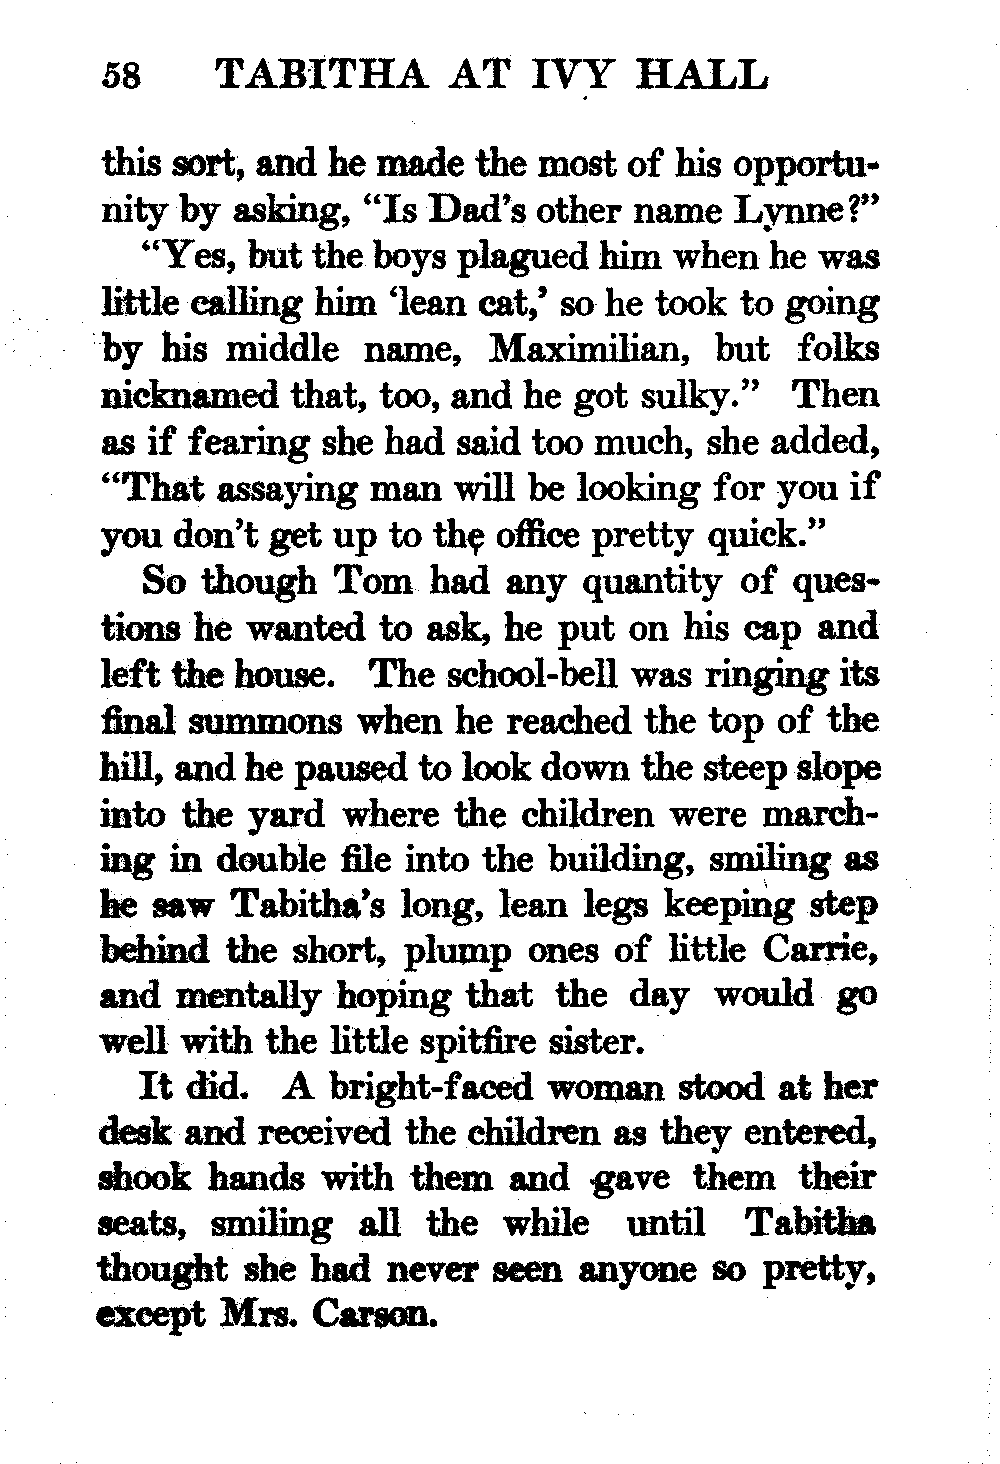 58 TABITHA AT IVY HALL
this sort, and he made the most of his opportu-
nity by asking, “Is Dad's other name Lynne?”
“Yes, but the boys plagued him when he was
little calling him ‘lean cat,’ so he took to going
by his middle name, Maximilian, but folks
nicknamed that, too, and he got sulky.” Then
as if fearing she had said too much, she added,
“That assaying man will be looking for you if
you don't get up to the office pretty quick.”
So though Tom had any quantity of ques-
tions he wanted to ask, he put on his cap and
left the house. The school-bell was ringing its
final summons when he reached the top of the
hill, and he paused to look down the steep slope
into the yard where the children were march-
ing in double file into the building, smiling as
he saw Tabitha's long, lean legs keeping step
behind the short, plump ones of little Carrie,
and mentally hoping that the day would go
well with the little spitfire sister.
It did. A bright-faced woman stood at her
desk and received the children as they entered,
shook hands with them and gave them their
seats, smiling all the while until Tabitha
thought she had never seen anyone so pretty,
except Mrs. Carson.